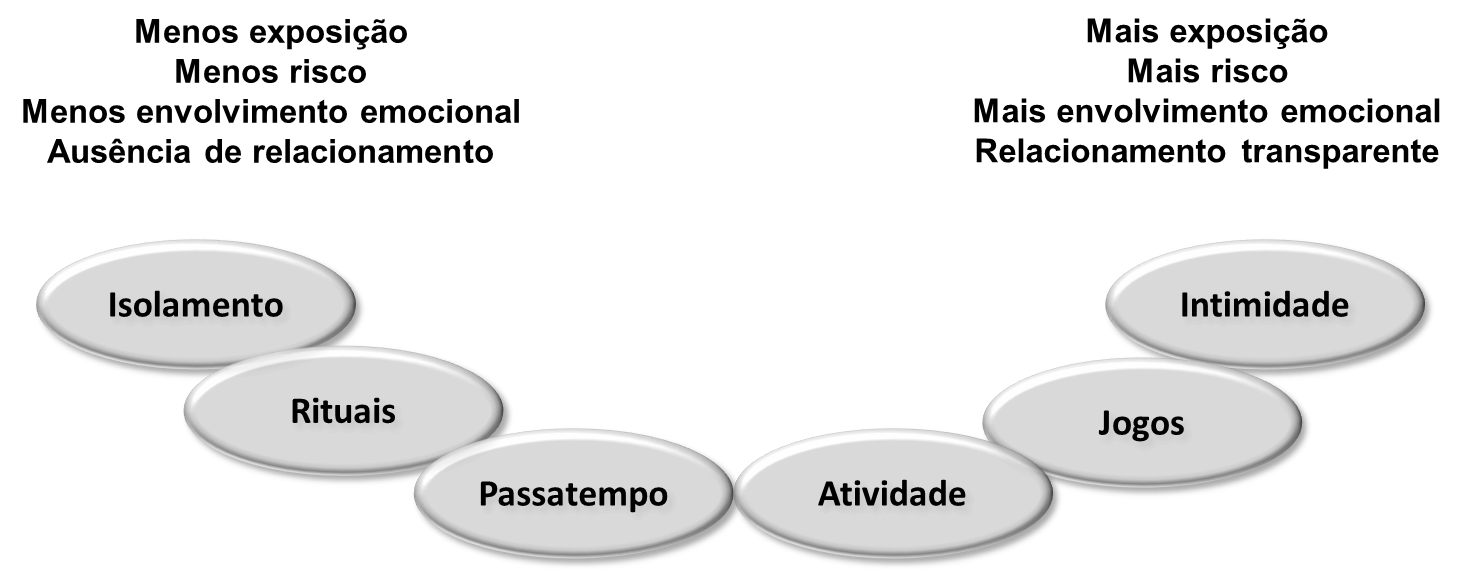 Menos exposição
Menos risco
Menos envolvimento emocional
Ausência de relacionamento
Mais exposição
Mais risco
Mais envolvimento emocional
Relacionamento transparente
Isolamento
Rituais
Passatempo
Atividade
Jogos
Intimidade